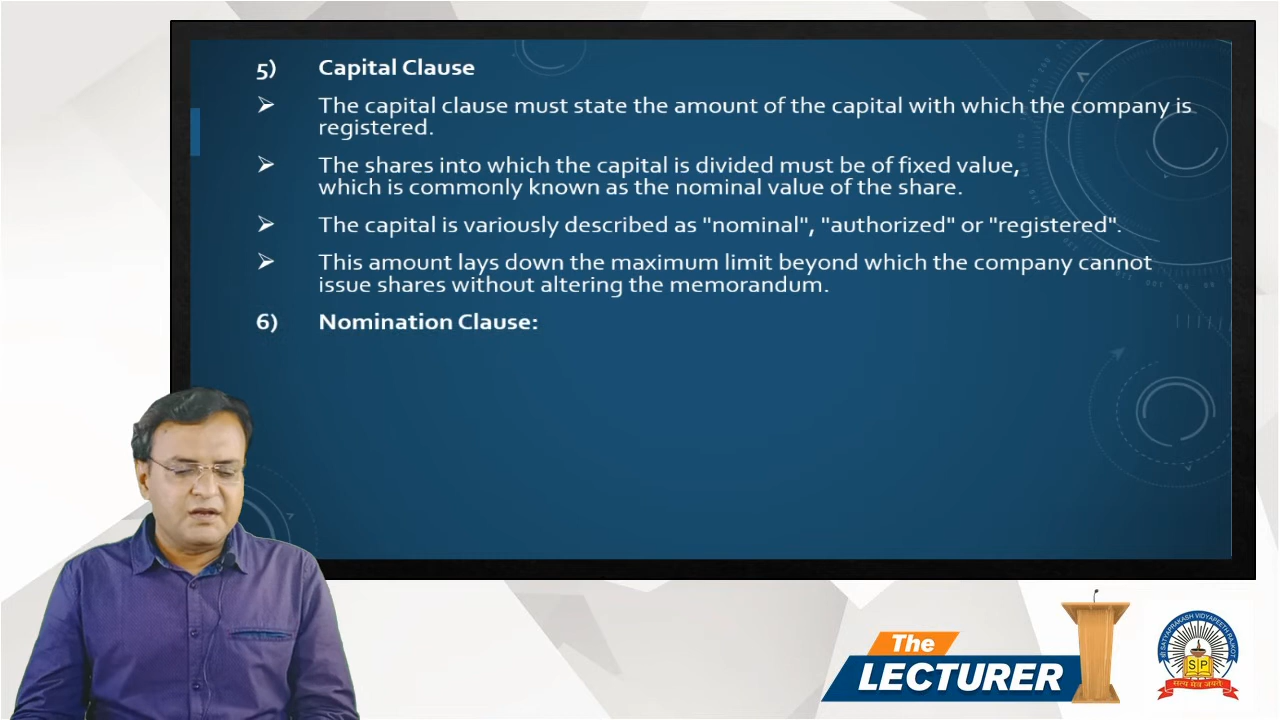 5) Capital Clause
➢ The capital clause must state the amount of the capital with which the company is
registered.
➢ The shares into which the capital is divided must be of fixed value,
which is commonly known as the nominal value of the share.
➢ The capital is variously described as "nominal", "authorized" or "registered".
➢ This amount lays down the maximum limit beyond which the company cannot
issue shares without altering the memorandum.
6) Nomination Clause:
The
LECTURER
SP
सत्य मेव जयते